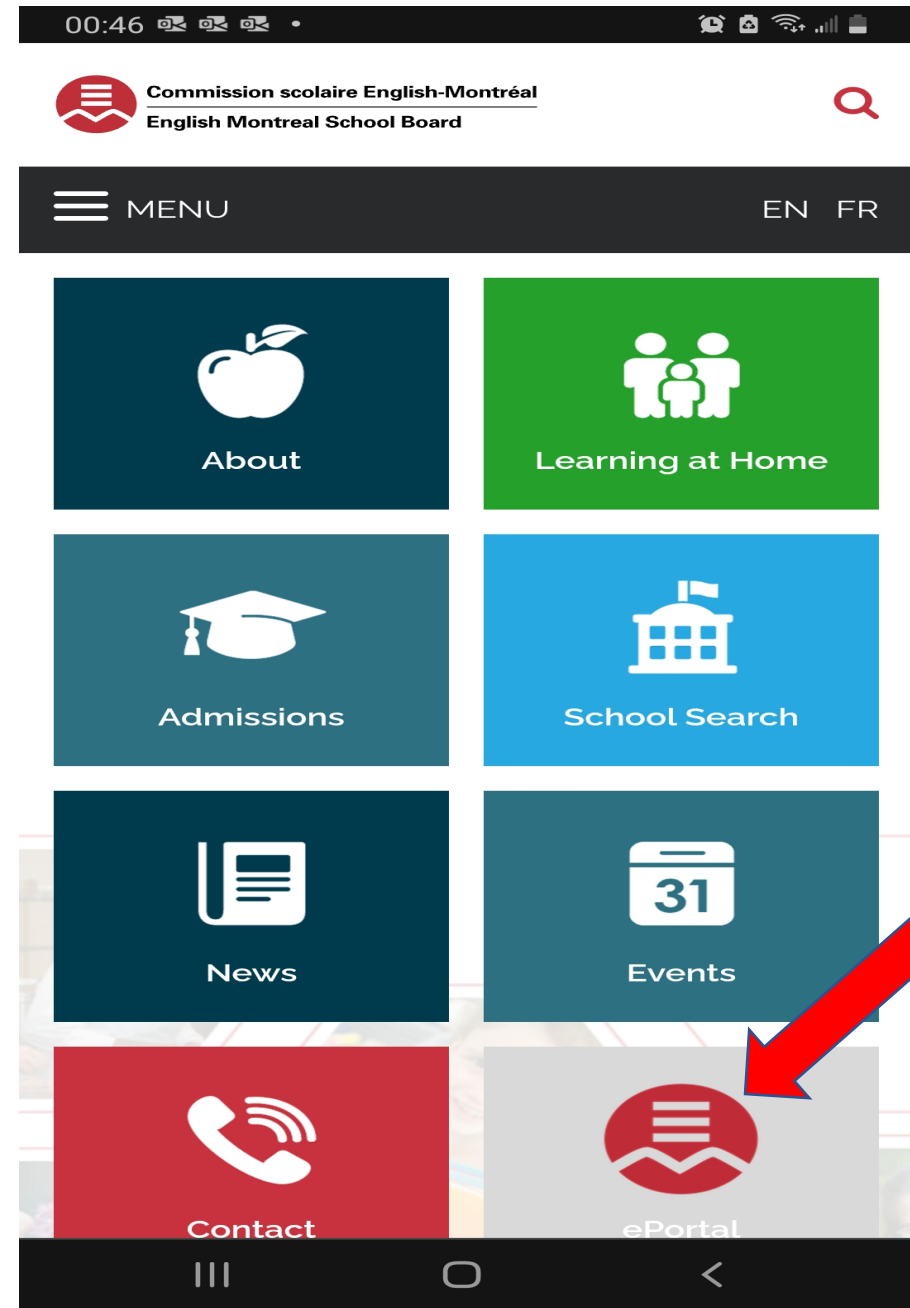 00:46
Commission scolaire English-Montréal
English Montreal School Board
MENU EN FR
About
Learning at Home
Admissions
School Search
News
31
Events
Contact
ePortal